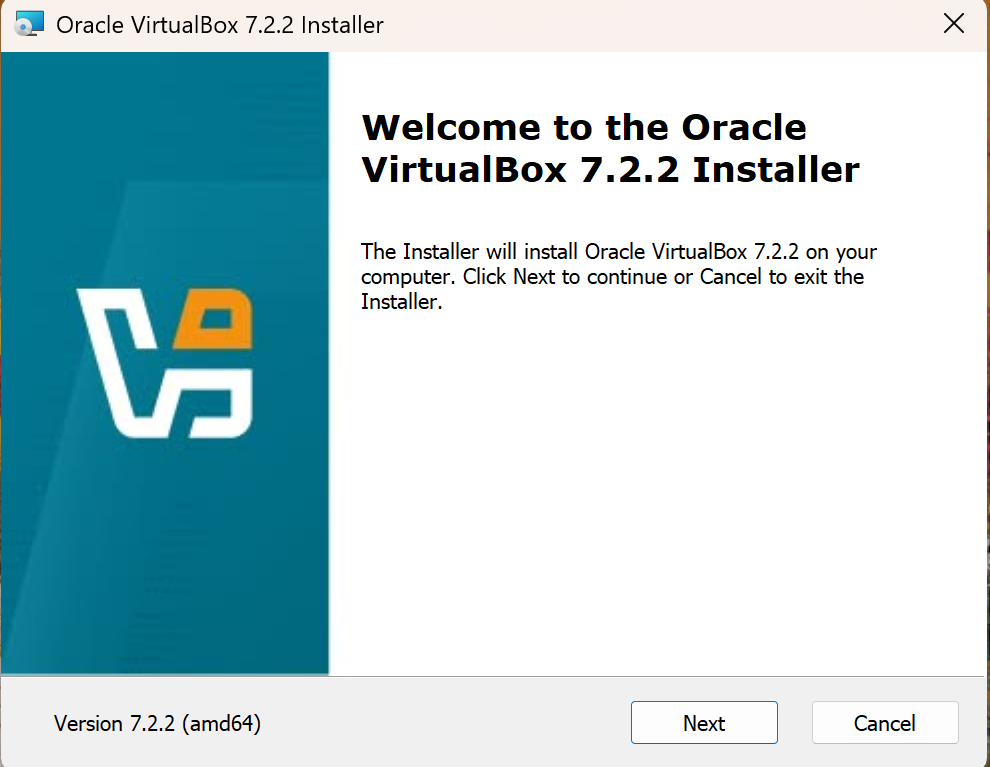 Oracle VirtualBox 7.2.2 Installer
Welcome to the Oracle
VirtualBox 7.2.2 Installer
The Installer will install Oracle VirtualBox 7.2.2 on your
computer. Click Next to continue or Cancel to exit the
Installer.
Version 7.2.2 (amd64)
Next
Cancel